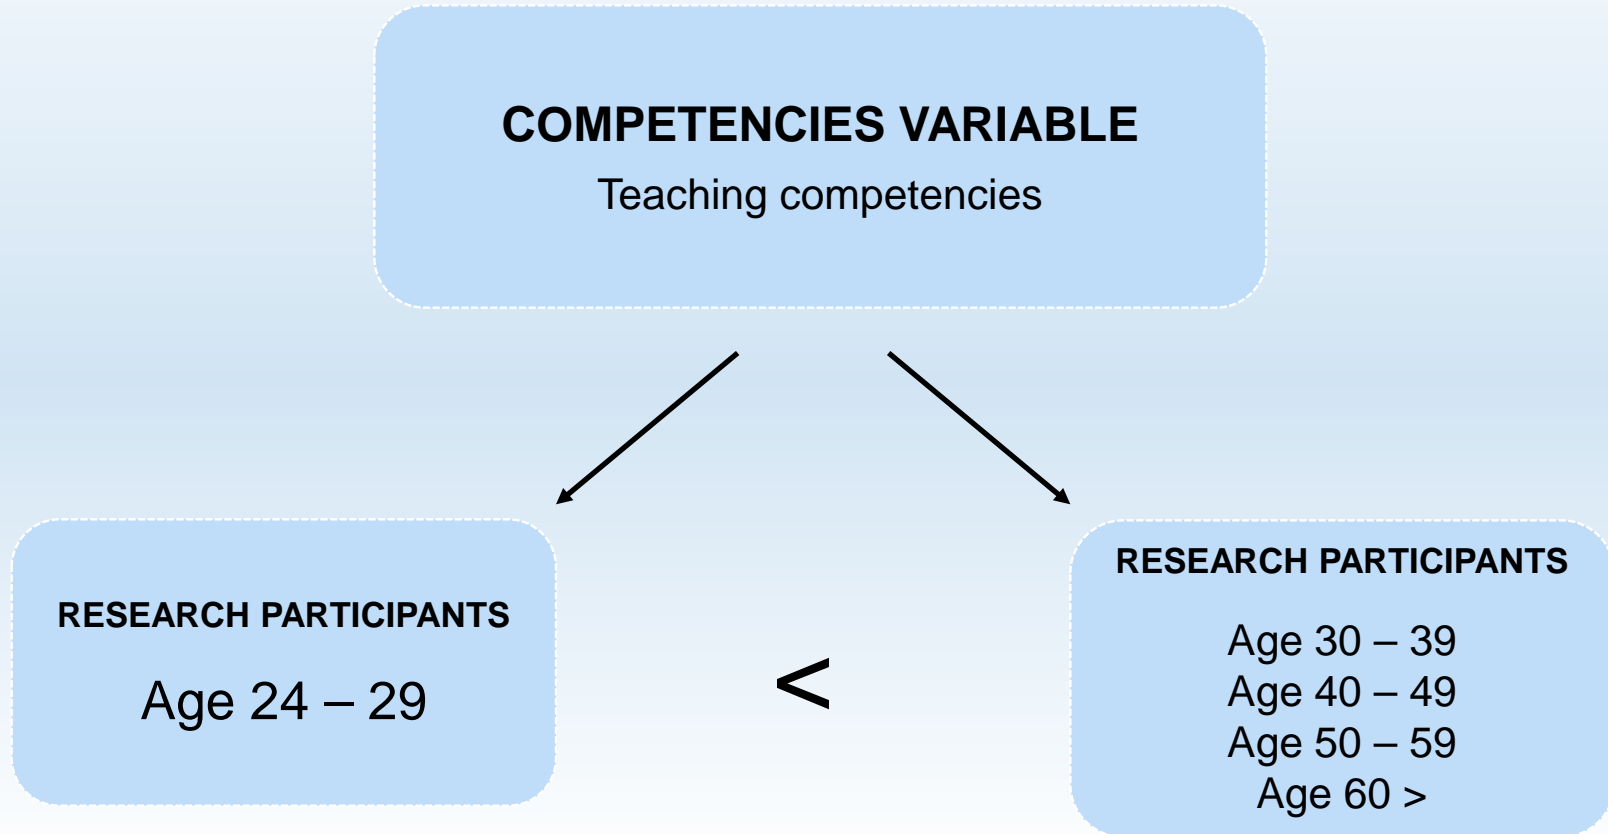 COMPETENCIES VARIABLE
Teaching competencies
RESEARCH PARTICIPANTS
Age 24 – 29
<
RESEARCH PARTICIPANTS
Age 30 – 39
Age 40 – 49
Age 50 – 59
Age 60 >